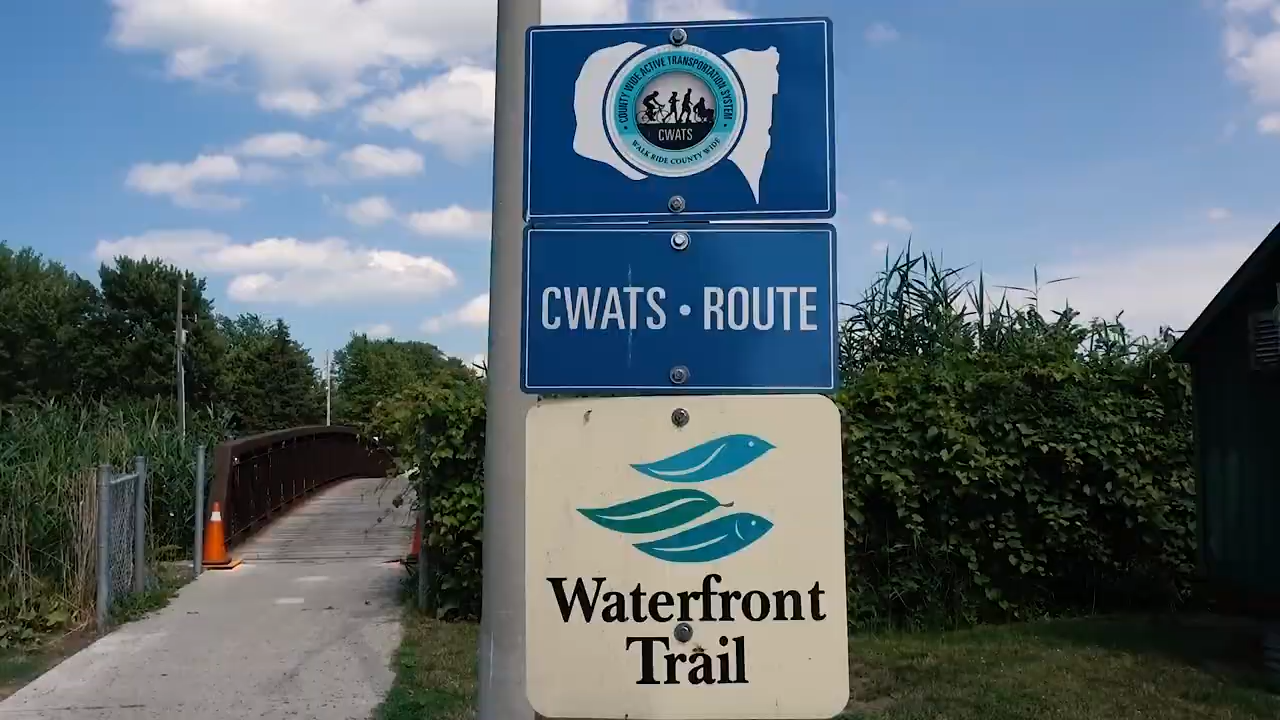 COUNTY WIDE ACTIVE TRANSPORTATION SYSTEM
CWATS
WALK RIDE COUNTY WIDE
CWATS • ROUTE
Waterfront
Trail